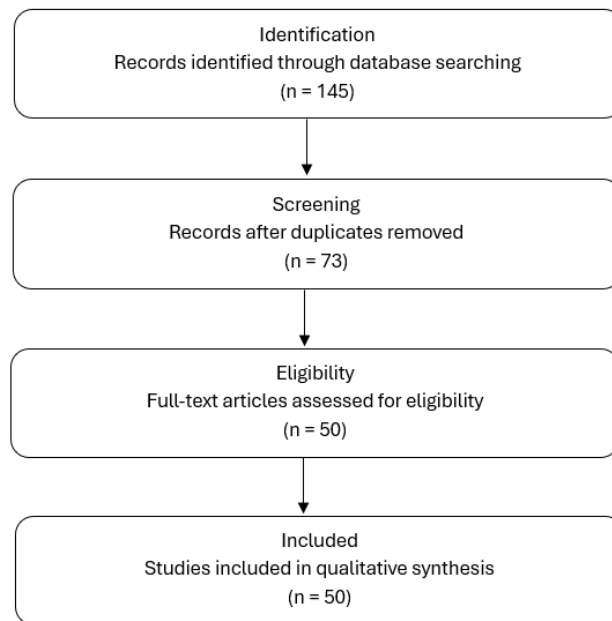 Identification
Records identified through database searching
(n = 145)
Screening
Records after duplicates removed
(n = 73)
Eligibility
Full-text articles assessed for eligibility
(n = 50)
Included
Studies included in qualitative synthesis
(n = 50)